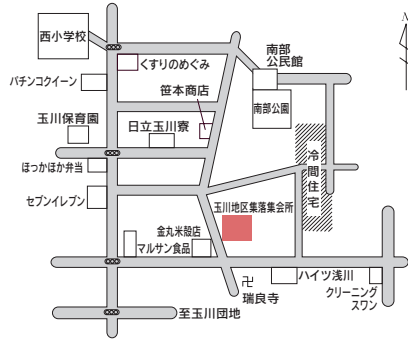 N
西小学校
くすりのめぐみ
南部
公民館
パチンコクイーン
笹本商店
南部公園
玉川保育園
日立玉川寮
冷間住宅
ほっかほか弁当
セブンイレブン
玉川地区集落集会所
金丸米殻店
マルサン食品
卍
瑞良寺
ハイツ浅川
クリーニング
スワン
至玉川団地